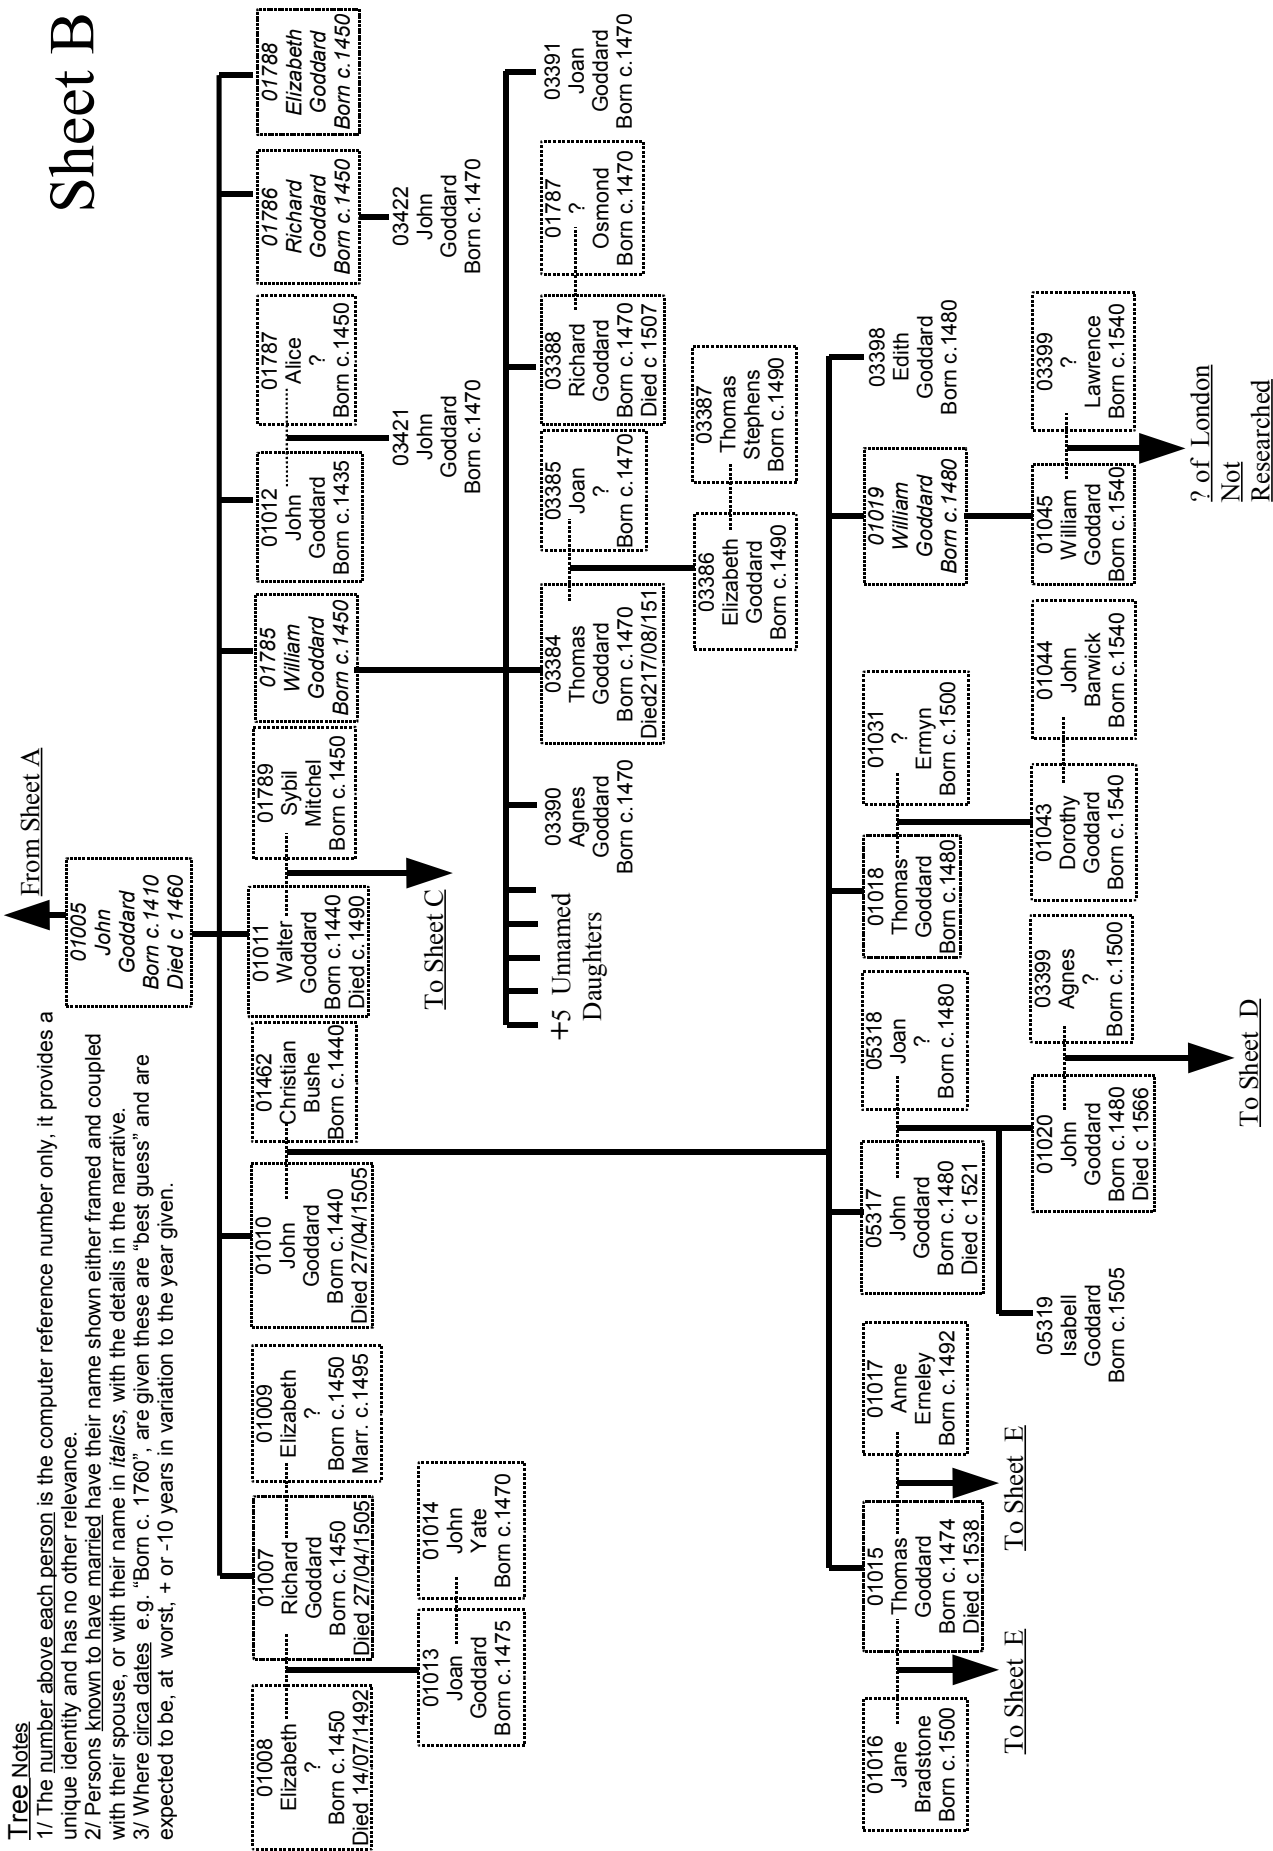 Sheet B
Tree Notes
1/ The number above each person is the computer reference number only, it provides a
unique identity and has no other relevance.
2/ Persons known to have married have their name shown either framed and coupled
with their spouse, or with their name in italics, with the details in the narrative.
3/ Where circa dates e.g. “Born c. 1760”, are given these are “best guess” and are
expected to be, at worst, + or -10 years in variation to the year given.
From Sheet A
01005
John
Goddard
Born c.1410
Died c 1460
01008
Elizabeth
?
Born c.1450
Died 14/07/1492
01007
Richard
Goddard
Born c.1450
Died 27/04/1505
01009
Elizabeth
?
Born c.1450
Marr. c.1495
01010
John
Goddard
Born c.1440
Died 27/04/1505
01462
Christian
Bushe
Born c.1440
01011
Walter
Goddard
Born c.1440
Died c.1490
01789
Sybil
Mitchel
Born c.1450
01785
William
Goddard
Born c.1450
01012
John
Goddard
Born c.1435
01787
Alice
?
Born c.1450
01786
Richard
Goddard
Born c.1450
01788
Elizabeth
Goddard
Born c.1450
01013
Joan
Goddard
Born c.1475
01014
John
Yate
Born c.1470
To Sheet C
03421
John
Goddard
Born c.1470
03422
John
Goddard
Born c.1470
+5 Unnamed
Daughters
03390
Agnes
Goddard
Born c.1470
03384
Thomas
Goddard
Born c.1470
Died217/08/151
03385
Joan
?
Born c.1470
03388
Richard
Goddard
Born c.1470
Died c 1507
01787
?
Osmond
Born c.1470
03391
Joan
Goddard
Born c.1470
03386
Elizabeth
Goddard
Born c.1490
03387
Thomas
Stephens
Born c.1490
01016
Jane
Bradstone
Born c.1500
01015
Thomas
Goddard
Born c.1474
Died c 1538
01017
Anne
Erneley
Born c.1492
05317
John
Goddard
Born c.1480
Died c 1521
05318
Joan
?
Born c.1480
01018
Thomas
Goddard
Born c.1480
01031
?
Ermyn
Born c.1500
01019
William
Goddard
Born c.1480
03398
Edith
Goddard
Born c.1480
To Sheet E
To Sheet E
05319
Isabell
Goddard
Born c.1505
01020
John
Goddard
Born c.1480
Died c 1566
03399
Agnes
?
Born c.1500
01043
Dorothy
Goddard
Born c.1540
01044
John
Barwick
Born c.1540
01045
William
Goddard
Born c.1540
03399
?
Lawrence
Born c.1540
To Sheet D
? of London
Not
Researched